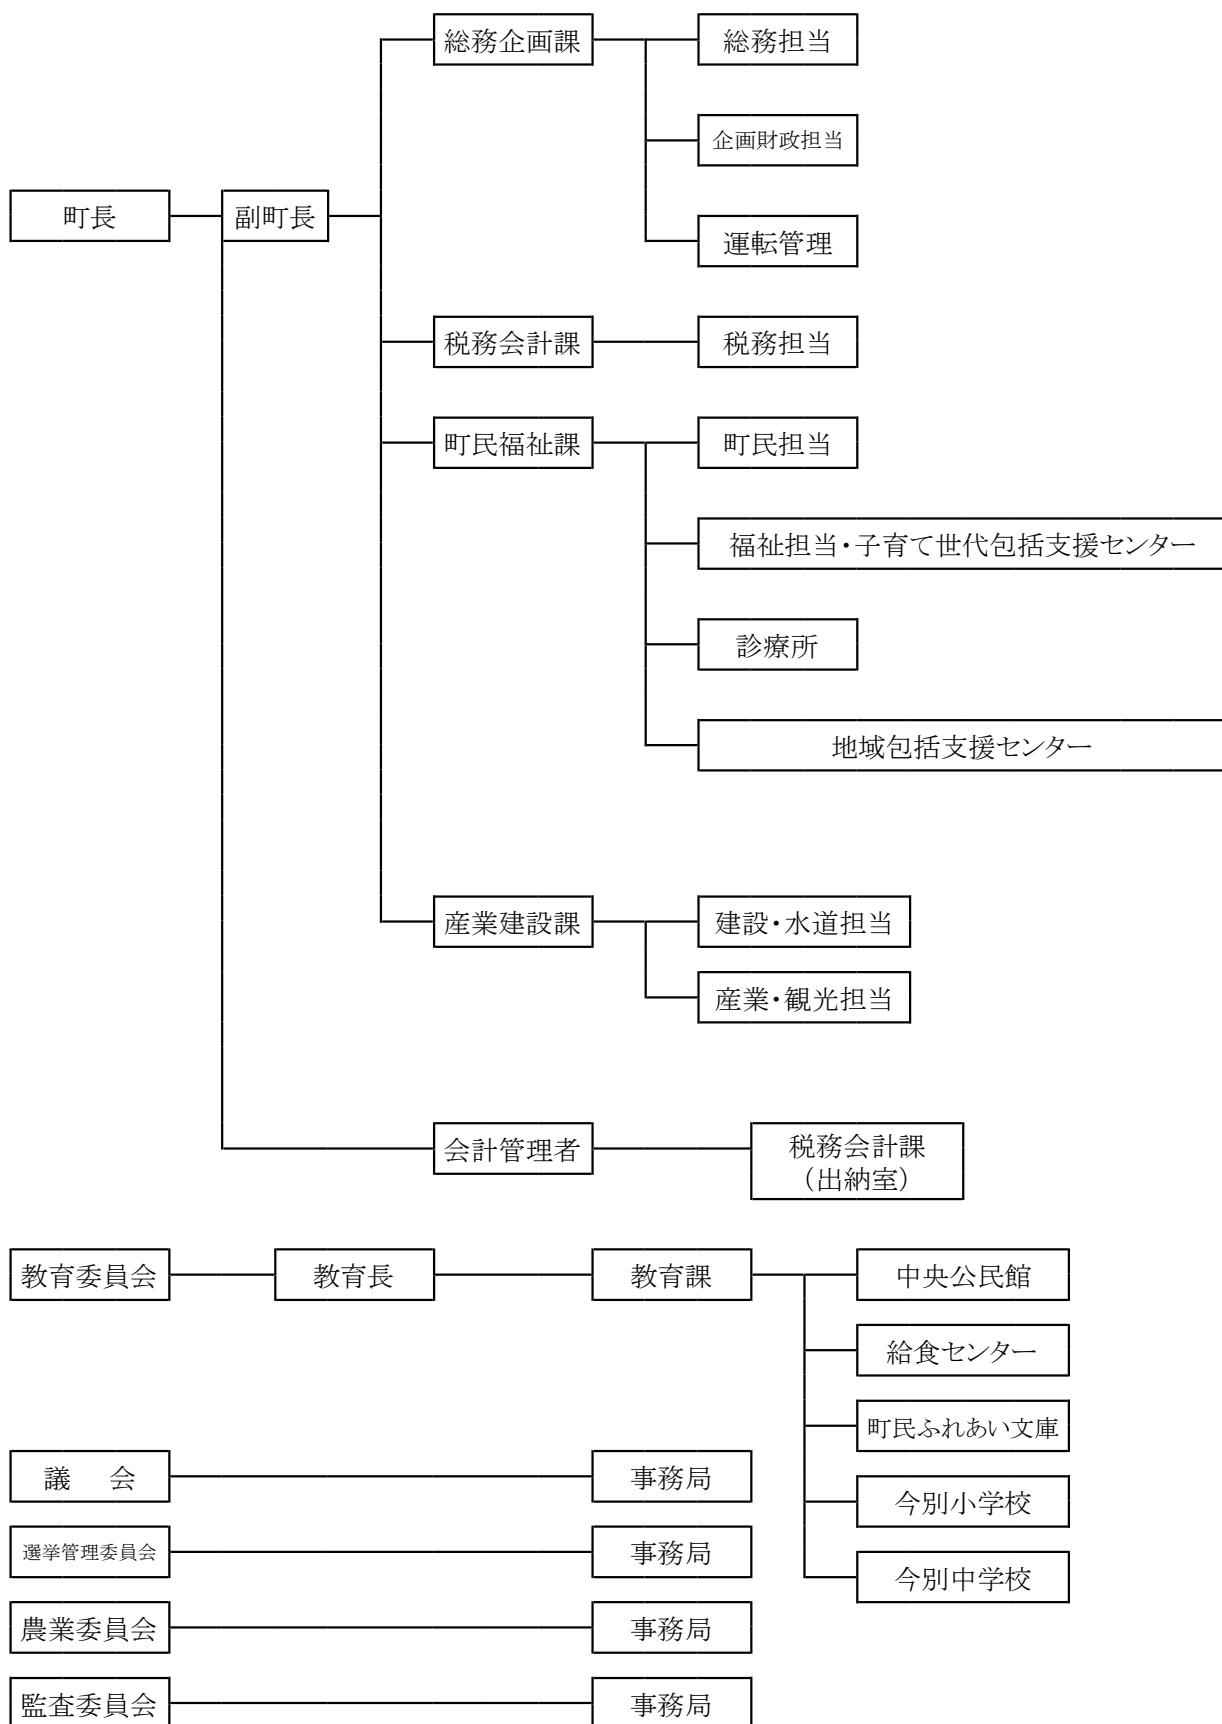 総務企画課
総務担当
企画財政担当
町長
副町長
運転管理
税務会計課
税務担当
町民福祉課
町民担当
福祉担当・子育て世代包括支援センター
診療所
地域包括支援センター
産業建設課
建設・水道担当
産業・観光担当
会計管理者
税務会計課
（出納室）
教育委員会
教育長
教育課
中央公民館
給食センター
町民ふれあい文庫
議　会
事務局
今別小学校
選挙管理委員会
事務局
今別中学校
農業委員会
事務局
監査委員会
事務局